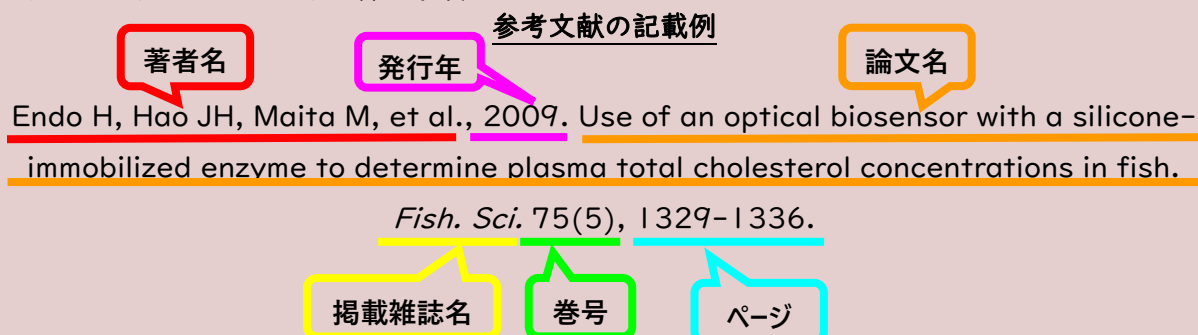 参考文献の記載例
著者名
発行年
論文名
Endo H, Hao JH, Maita M, et al., 2009. Use of an optical biosensor with a silicone-
immobilized enzyme to determine plasma total cholesterol concentrations in fish.
Fish. Sci. 75(5), 1329-1336.
掲載雑誌名
巻号
ページ